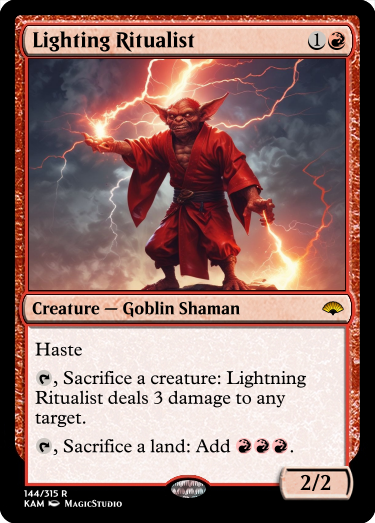 Lighting Ritualist 1
Creature — Goblin Shaman
Haste
, Sacrifice a creature: Lightning
Ritualist deals 3 damage to any
target.
, Sacrifice a land: Add .
2/2
144/315 R
KAM MagicStudio